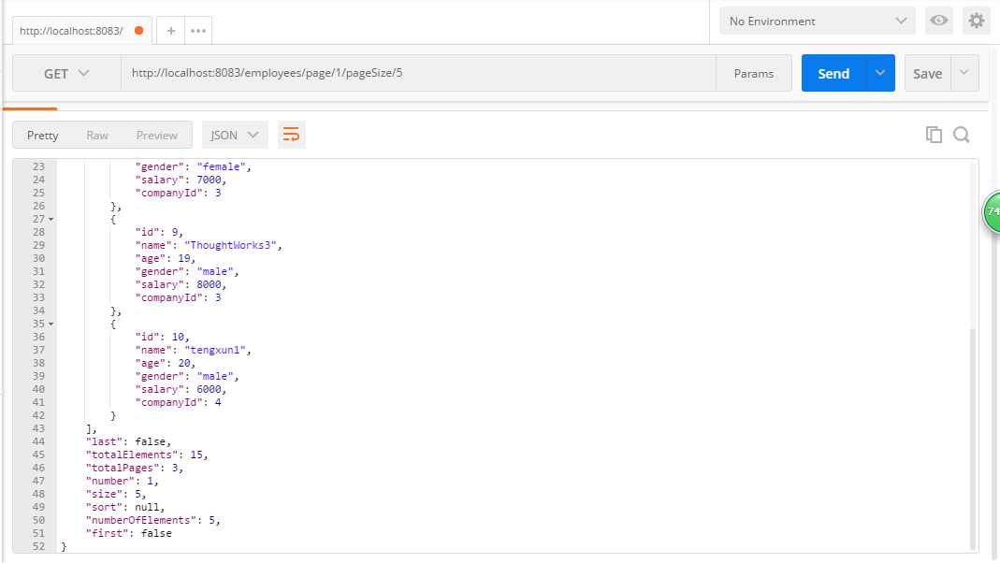 http://localhost:8083/
+
No Environment
GET
http://localhost:8083/employees/page/1/pageSize/5
Params
Send
Save
Pretty
Raw
Preview
JSON
23 "gender": "female",
24 "salary": 7000,
25 "companyId": 3
26 },
27 {
28 "id": 9,
29 "name": "ThoughtWorks3",
30 "age": 19,
31 "gender": "male",
32 "salary": 8000,
33 "companyId": 3
34 },
35 {
36 "id": 10,
37 "name": "tengxun1",
38 "age": 20,
39 "gender": "male",
40 "salary": 6000,
41 "companyId": 4
42 }
43 ],
44 "last": false,
45 "totalElements": 15,
46 "totalPages": 3,
47 "number": 1,
48 "size": 5,
49 "sort": null,
50 "numberOfElements": 5,
51 "first": false
52 }
74